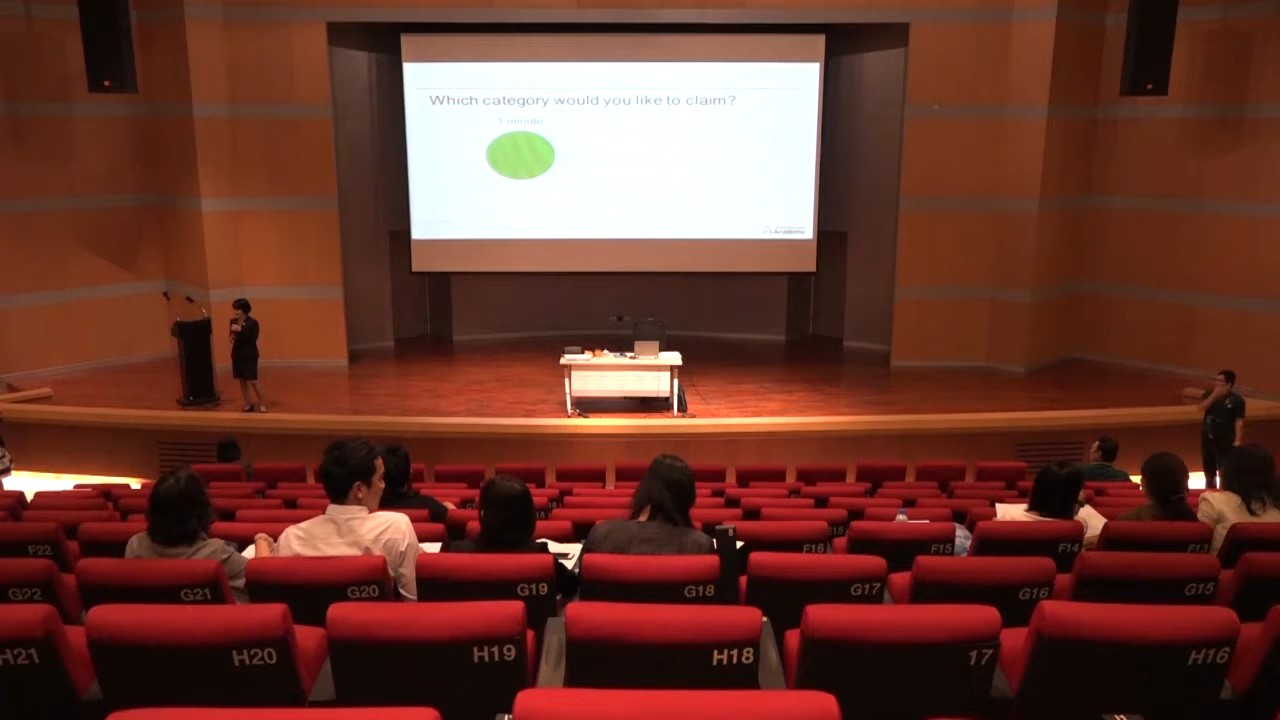 Which category would you like to claim?
1 minute
Academy
F22
F16
F15
F14
F13
G22
G21
G20
G19
G18
G17
G16
G15
H21
H20
H19
H18
17
H16